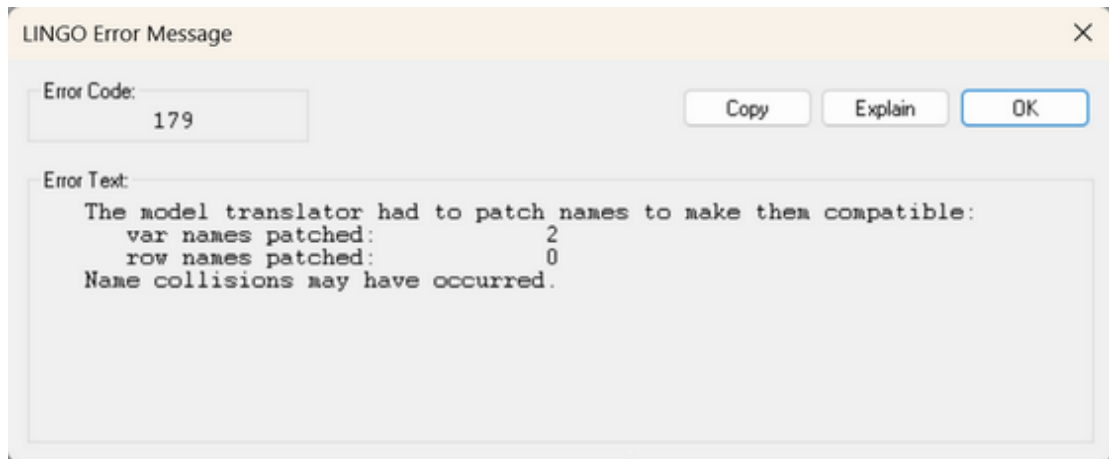 LINGO Error Message
Error Code:
179
Copy Explain OK
Error Text:
The model translator had to patch names to make them compatible:
var names patched: 2
row names patched: 0
Name collisions may have occurred.